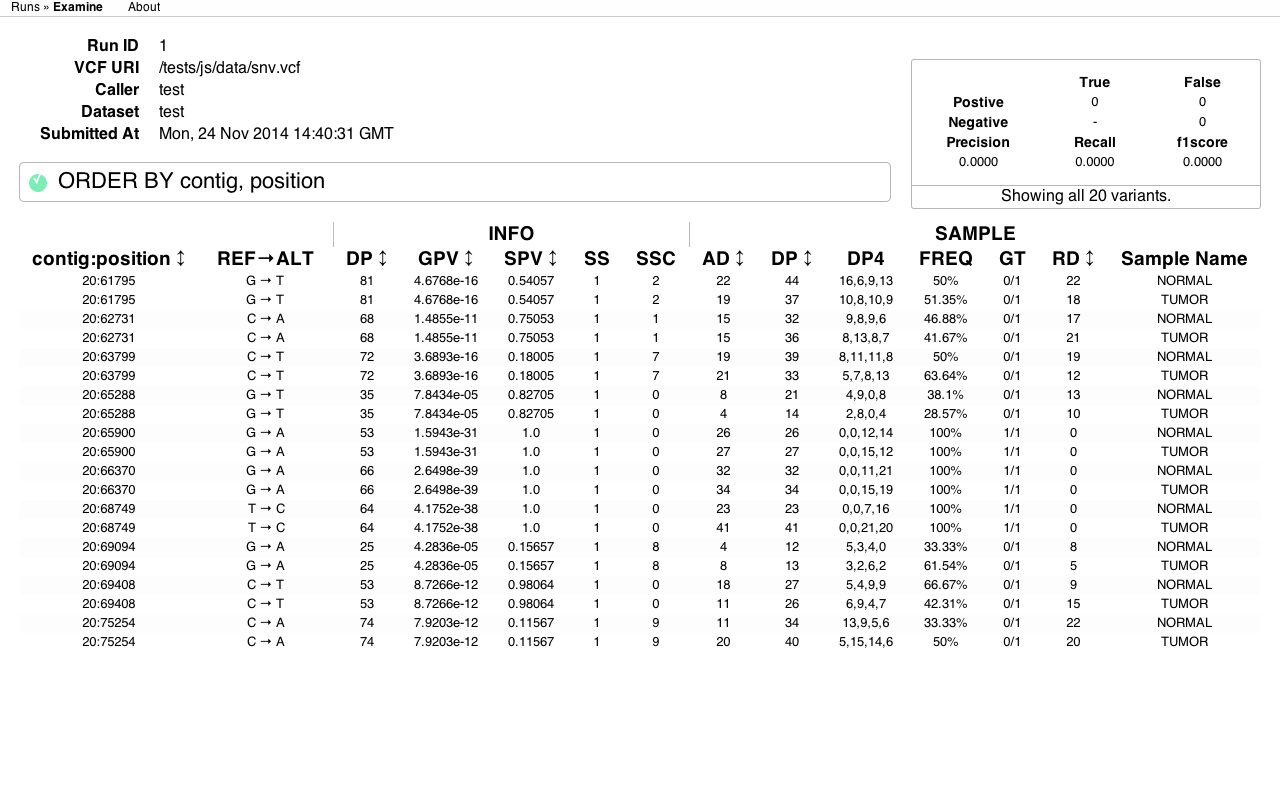 Runs » Examine About
Run ID 1
VCF URI /tests/js/data/snv.vcf
Caller test
Dataset test
Submitted At Mon, 24 Nov 2014 14:40:31 GMT
True False
Postive 0 0
Negative - 0
Precision Recall f1score
0.0000 0.0000 0.0000
Showing all 20 variants.
ORDER BY contig, position
INFO SAMPLE
contig:position ↕ REF→ALT DP ↕ GPV ↕ SPV ↕ SS SSC AD ↕ DP ↕ DP4 FREQ GT RD ↕ Sample Name
20:61795 G → T 81 4.6768e-16 0.54057 1 2 22 44 16,6,9,13 50% 0/1 22 NORMAL
20:61795 G → T 81 4.6768e-16 0.54057 1 2 19 37 10,8,10,9 51.35% 0/1 18 TUMOR
20:62731 C → A 68 1.4855e-11 0.75053 1 1 15 32 9,8,9,6 46.88% 0/1 17 NORMAL
20:62731 C → A 68 1.4855e-11 0.75053 1 1 15 36 8,13,8,7 41.67% 0/1 21 TUMOR
20:63799 C → T 72 3.6893e-16 0.18005 1 7 19 39 8,11,11,8 50% 0/1 19 NORMAL
20:63799 C → T 72 3.6893e-16 0.18005 1 7 21 33 5,7,8,13 63.64% 0/1 12 TUMOR
20:65288 G → T 35 7.8434e-05 0.82705 1 0 8 21 4,9,0,8 38.1% 0/1 13 NORMAL
20:65288 G → T 35 7.8434e-05 0.82705 1 0 4 14 2,8,0,4 28.57% 0/1 10 TUMOR
20:65900 G → A 53 1.5943e-31 1.0 1 0 26 26 0,0,12,14 100% 1/1 0 NORMAL
20:65900 G → A 53 1.5943e-31 1.0 1 0 27 27 0,0,15,12 100% 1/1 0 TUMOR
20:66370 G → A 66 2.6498e-39 1.0 1 0 32 32 0,0,11,21 100% 1/1 0 NORMAL
20:66370 G → A 66 2.6498e-39 1.0 1 0 34 34 0,0,15,19 100% 1/1 0 TUMOR
20:68749 T → C 64 4.1752e-38 1.0 1 0 23 23 0,0,7,16 100% 1/1 0 NORMAL
20:68749 T → C 64 4.1752e-38 1.0 1 0 41 41 0,0,21,20 100% 1/1 0 TUMOR
20:69094 G → A 25 4.2836e-05 0.15657 1 8 4 12 5,3,4,0 33.33% 0/1 8 NORMAL
20:69094 G → A 25 4.2836e-05 0.15657 1 8 8 13 3,2,6,2 61.54% 0/1 5 TUMOR
20:69408 C → T 53 8.7266e-12 0.98064 1 0 18 27 5,4,9,9 66.67% 0/1 9 NORMAL
20:69408 C → T 53 8.7266e-12 0.98064 1 0 11 26 6,9,4,7 42.31% 0/1 15 TUMOR
20:75254 C → A 74 7.9203e-12 0.11567 1 9 11 34 13,9,5,6 33.33% 0/1 22 NORMAL
20:75254 C → A 74 7.9203e-12 0.11567 1 9 20 40 5,15,14,6 50% 0/1 20 TUMOR